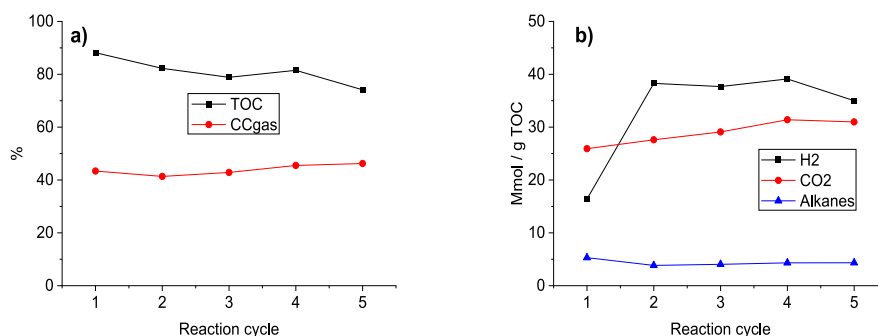 a)
100
80
60
40
20
0
%
TOC
CCgas
1 2 3 4 5
Reaction cycle
b)
50
40
30
20
10
0
Mmol / g TOC
H2
CO2
Alkanes
1 2 3 4 5
Reaction cycle